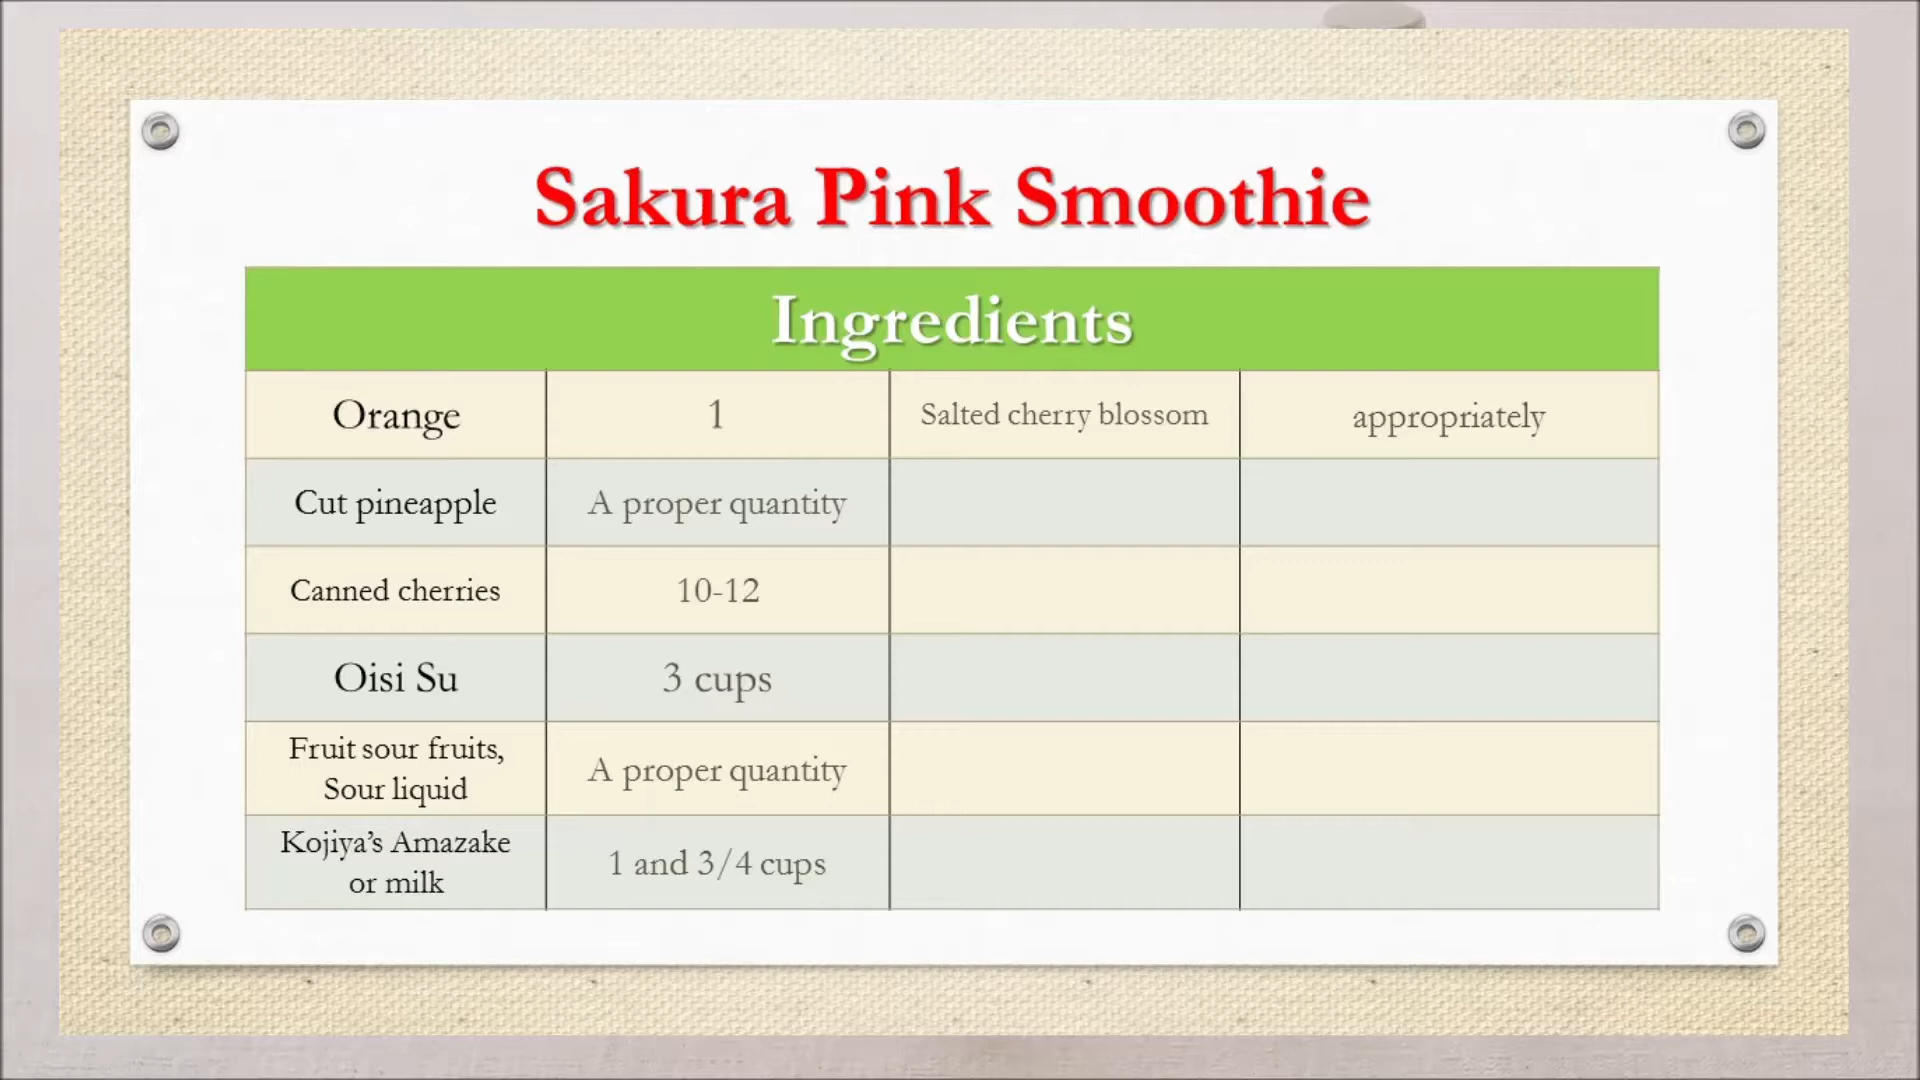 Sakura Pink Smoothie
Ingredients
Orange 1 Salted cherry blossom appropriately
Cut pineapple A proper quantity
Canned cherries 10-12
Oisi Su 3 cups
Fruit sour fruits,
Sour liquid A proper quantity
Kojiya's Amazake
or milk 1 and 3/4 cups